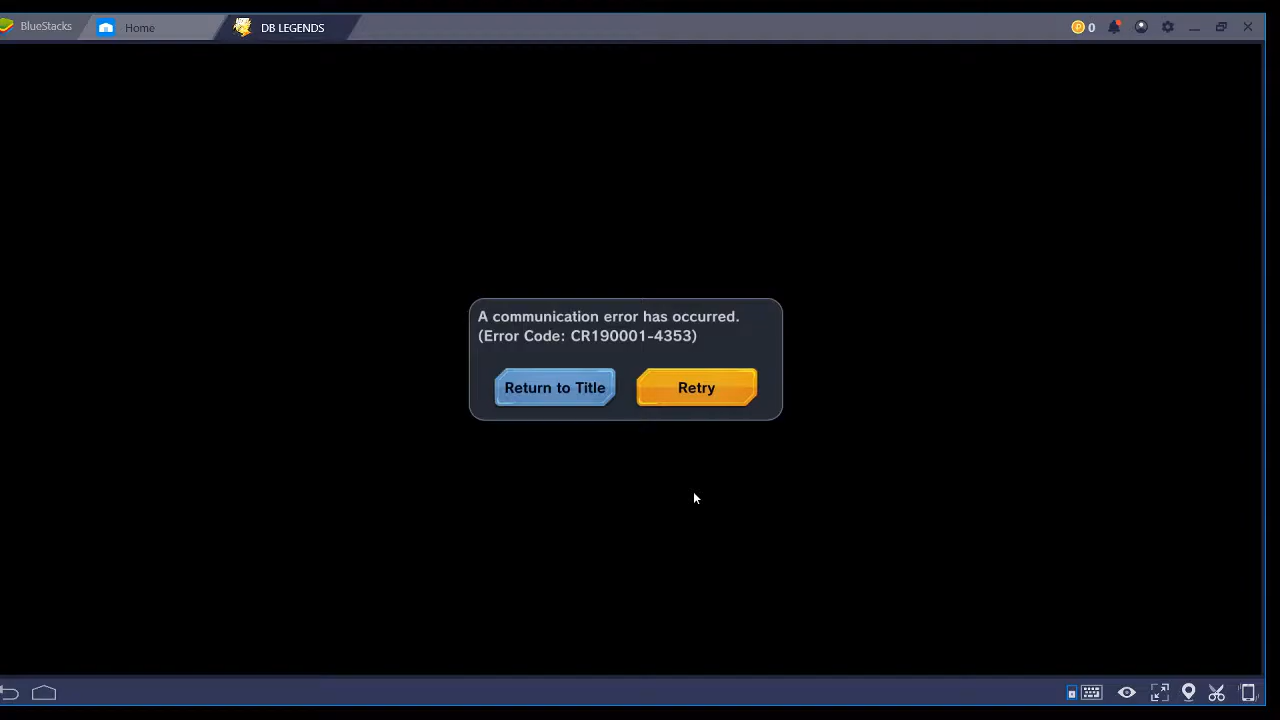 BlueStacks
Home
DB LEGENDS
0
A communication error has occurred.
(Error Code: CR190001-4353)
Return to Title
Retry